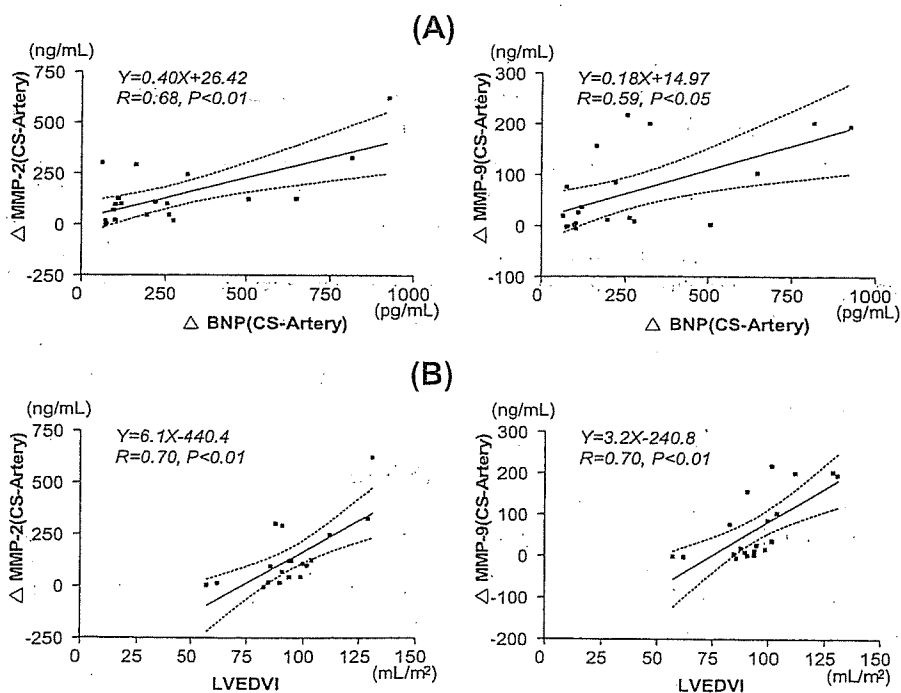 (A)
(ng/mL)
750
500
250
0
-250
△ MMP-2(CS-Artery)
Y=0.40X+26.42
R=0.68, P<0.01
0 250 500 750 1000
(pg/mL)
△ BNP(CS-Artery)
(ng/mL)
300
200
100
0
-100
△ MMP-9(CS-Artery)
Y=0.18X+14.97
R=0.59, P<0.05
0 250 500 750 1000
(pg/mL)
△ BNP(CS-Artery)
(B)
(ng/mL)
750
500
250
0
-250
△ MMP-2(CS-Artery)
Y=6.1X-440.4
R=0.70, P<0.01
0 25 50 75 100 125 150
(mL/m²)
LVEDVI
(ng/mL)
300
200
100
0
-100
-200
△ MMP-9(CS-Artery)
Y=3.2X-240.8
R=0.70, P<0.01
0 25 50 75 100 125 150
(mL/m²)
LVEDVI